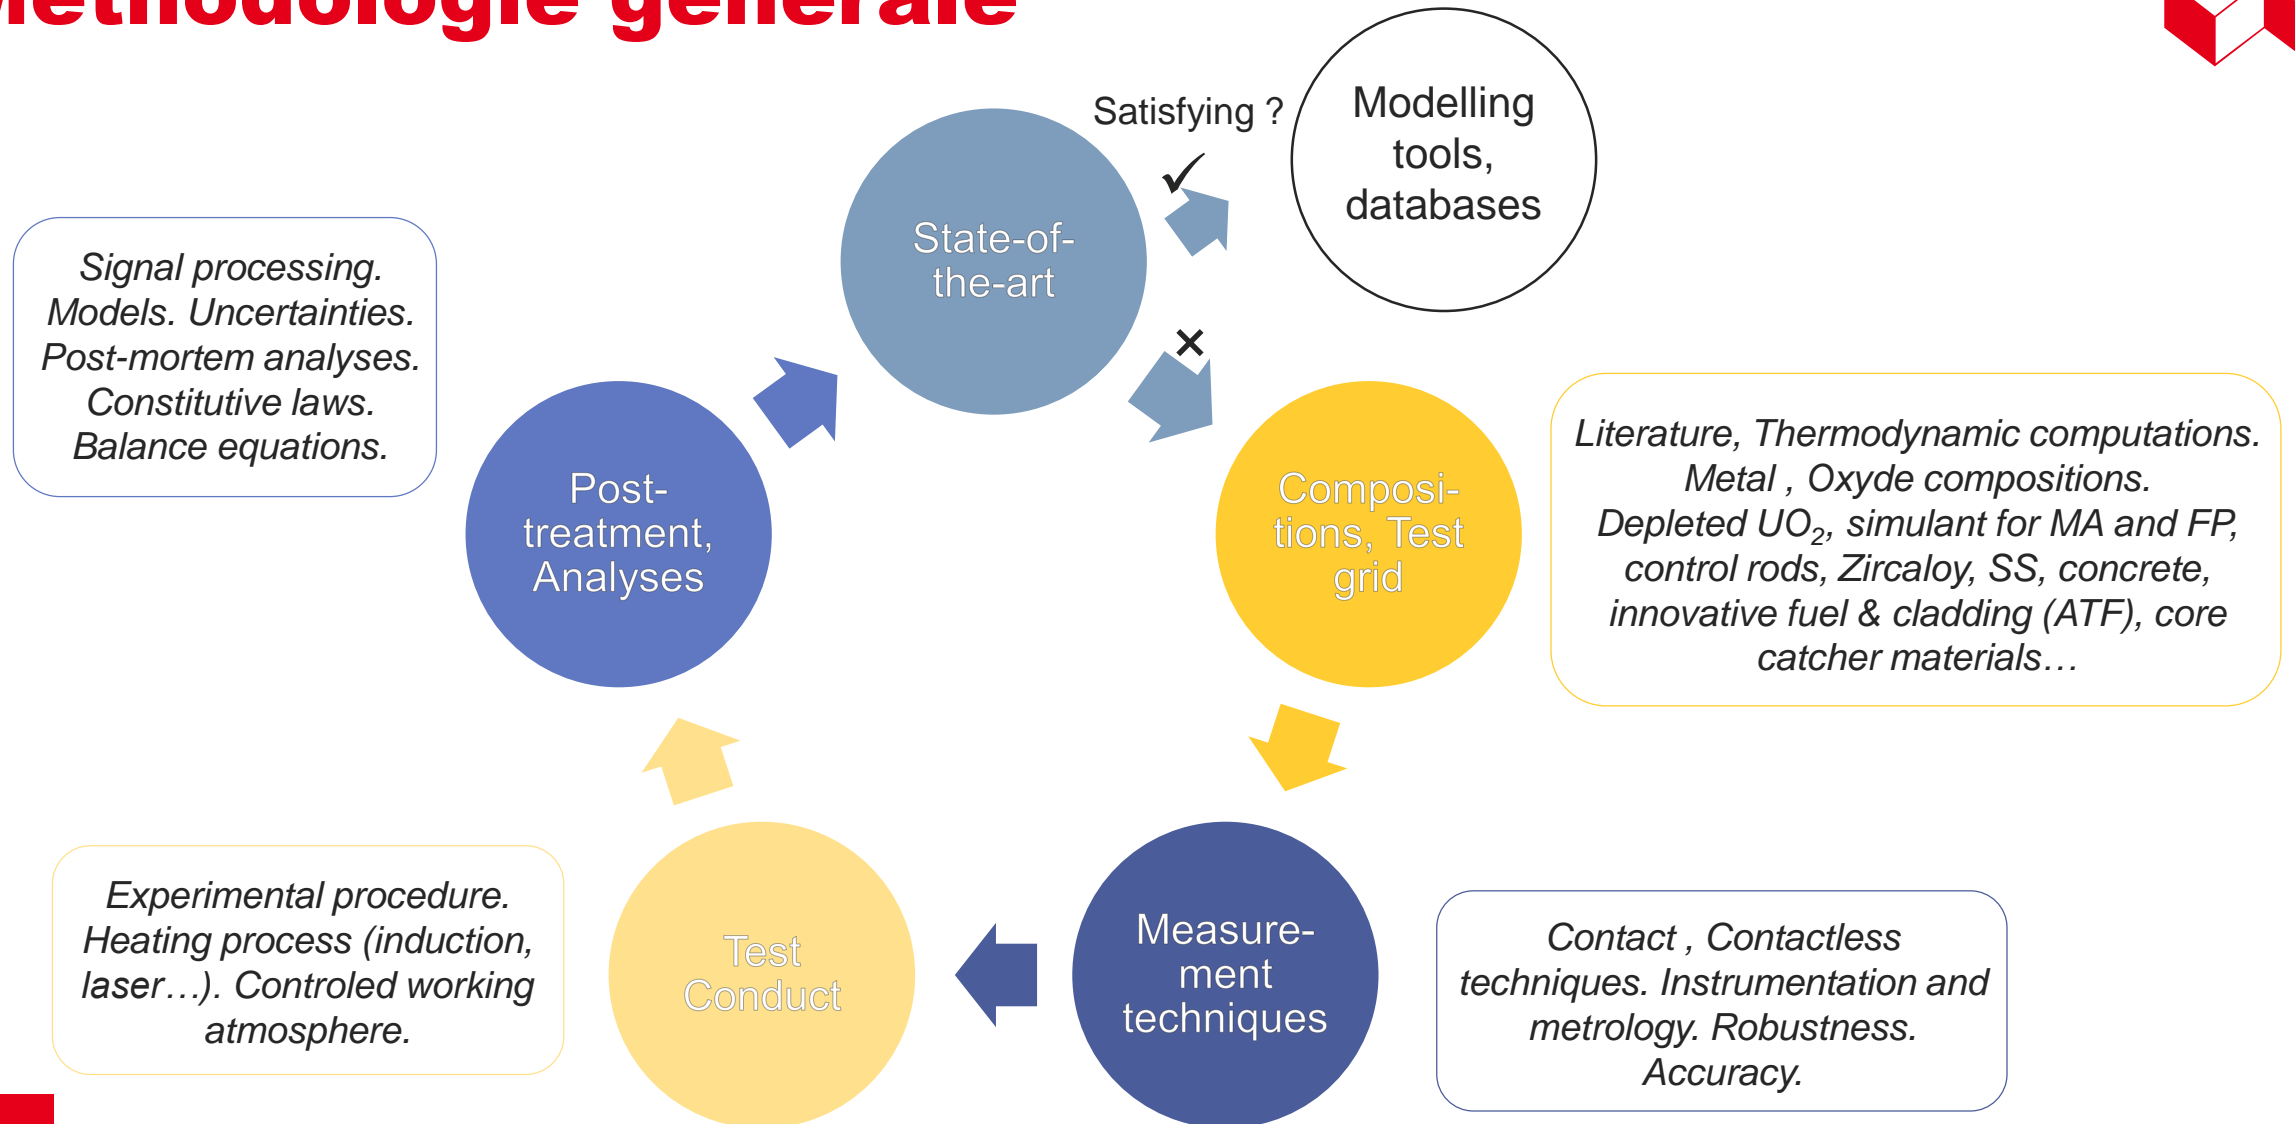 Méthodologie générale
Satisfying ?
✓
×
Modelling
tools,
databases
State-of-
the-art
Signal processing.
Models. Uncertainties.
Post-mortem analyses.
Constitutive laws.
Balance equations.
Post-
treatment,
Analyses
Composi-
tions, Test
grid
Literature, Thermodynamic computations.
Metal , Oxyde compositions.
Depleted UO₂, simulant for MA and FP,
control rods, Zircaloy, SS, concrete,
innovative fuel & cladding (ATF), core
catcher materials…
Experimental procedure.
Heating process (induction,
laser…). Controled working
atmosphere.
Test
Conduct
Measure-
ment
techniques
Contact , Contactless
techniques. Instrumentation and
metrology. Robustness.
Accuracy.